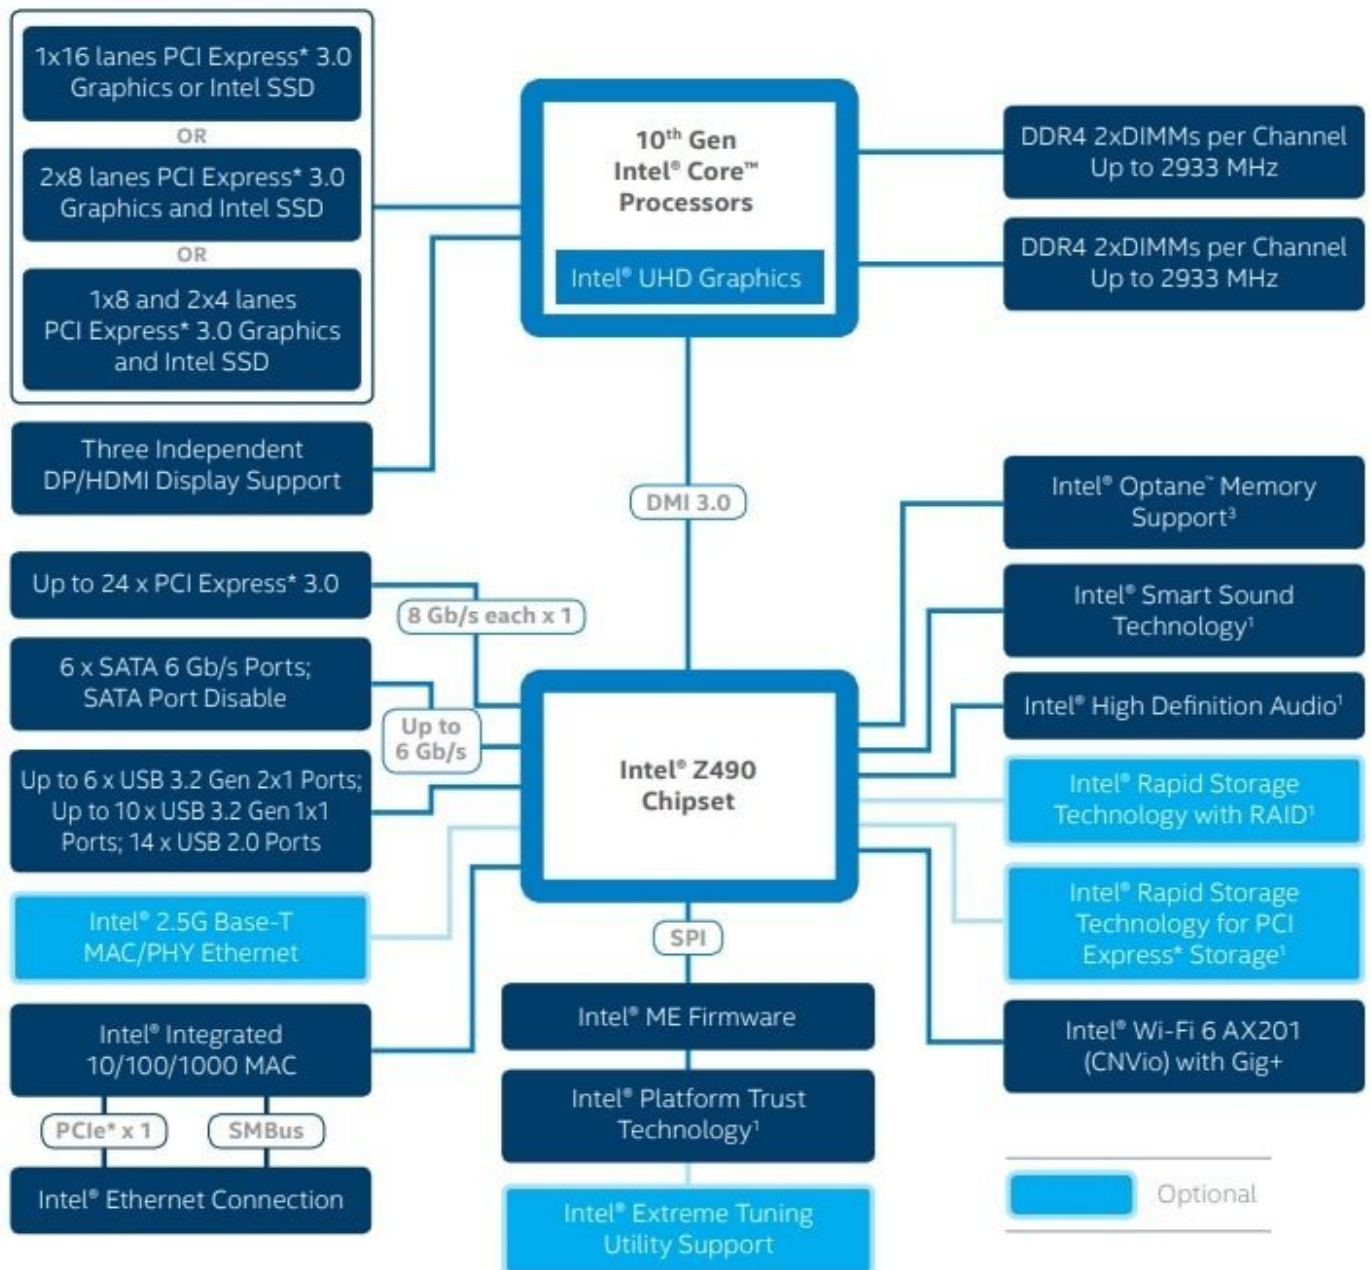 1x16 lanes PCI Express* 3.0
Graphics or Intel SSD
OR
2x8 lanes PCI Express* 3.0
Graphics and Intel SSD
OR
1x8 and 2x4 lanes
PCI Express* 3.0 Graphics
and Intel SSD
Three Independent
DP/HDMI Display Support
10th Gen
Intel® Core™
Processors
Intel® UHD Graphics
DDR4 2xDIMMs per Channel
Up to 2933 MHz
DDR4 2xDIMMs per Channel
Up to 2933 MHz
DMI 3.0
Up to 24 x PCI Express* 3.0
8 Gb/s each x 1
6 x SATA 6 Gb/s Ports;
SATA Port Disable
Up to
6 Gb/s
Up to 6 x USB 3.2 Gen 2x1 Ports;
Up to 10 x USB 3.2 Gen 1x1
Ports; 14 x USB 2.0 Ports
Intel® 2.5G Base-T
MAC/PHY Ethernet
Intel® Integrated
10/100/1000 MAC
PCIe* x 1
SMBus
Intel® Ethernet Connection
Intel® Z490
Chipset
SPI
Intel® ME Firmware
Intel® Platform Trust
Technology¹
Intel® Extreme Tuning
Utility Support
Intel® Optane™ Memory
Support³
Intel® Smart Sound
Technology¹
Intel® High Definition Audio¹
Intel® Rapid Storage
Technology with RAID¹
Intel® Rapid Storage
Technology for PCI
Express* Storage¹
Intel® Wi-Fi 6 AX201
(CNVio) with Gig+
Optional